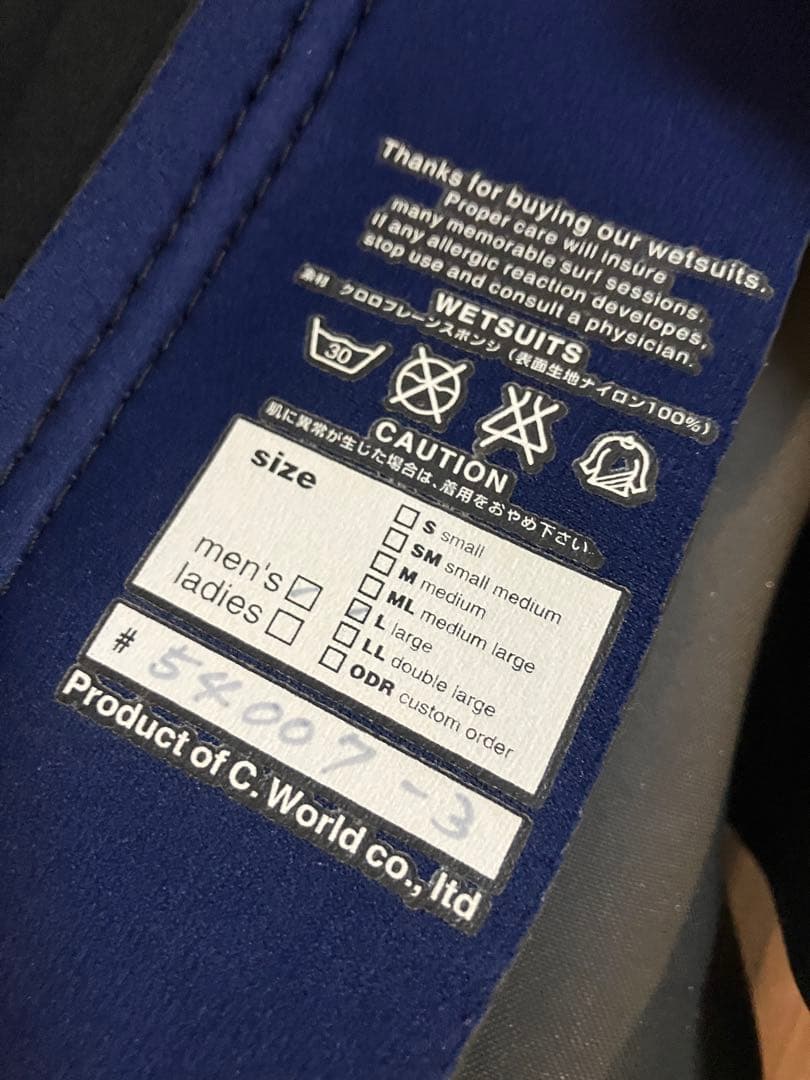 Thanks for buying our wetsuits.
Proper care will insure
many memorable surf sessions.
If any allergic reaction developes,
stop use and consult a physician.
WETSUITS
素材 クロロプレーンスポンジ (表面生地ナイロン100%)
30
CAUTION
肌に異常が生じた場合は、着用をおやめ下さい
size
men's
ladies
S small
SM small medium
M medium
ML medium large
L large
LL double large
ODR custom order
# 54007-3
Product of C. World co., ltd